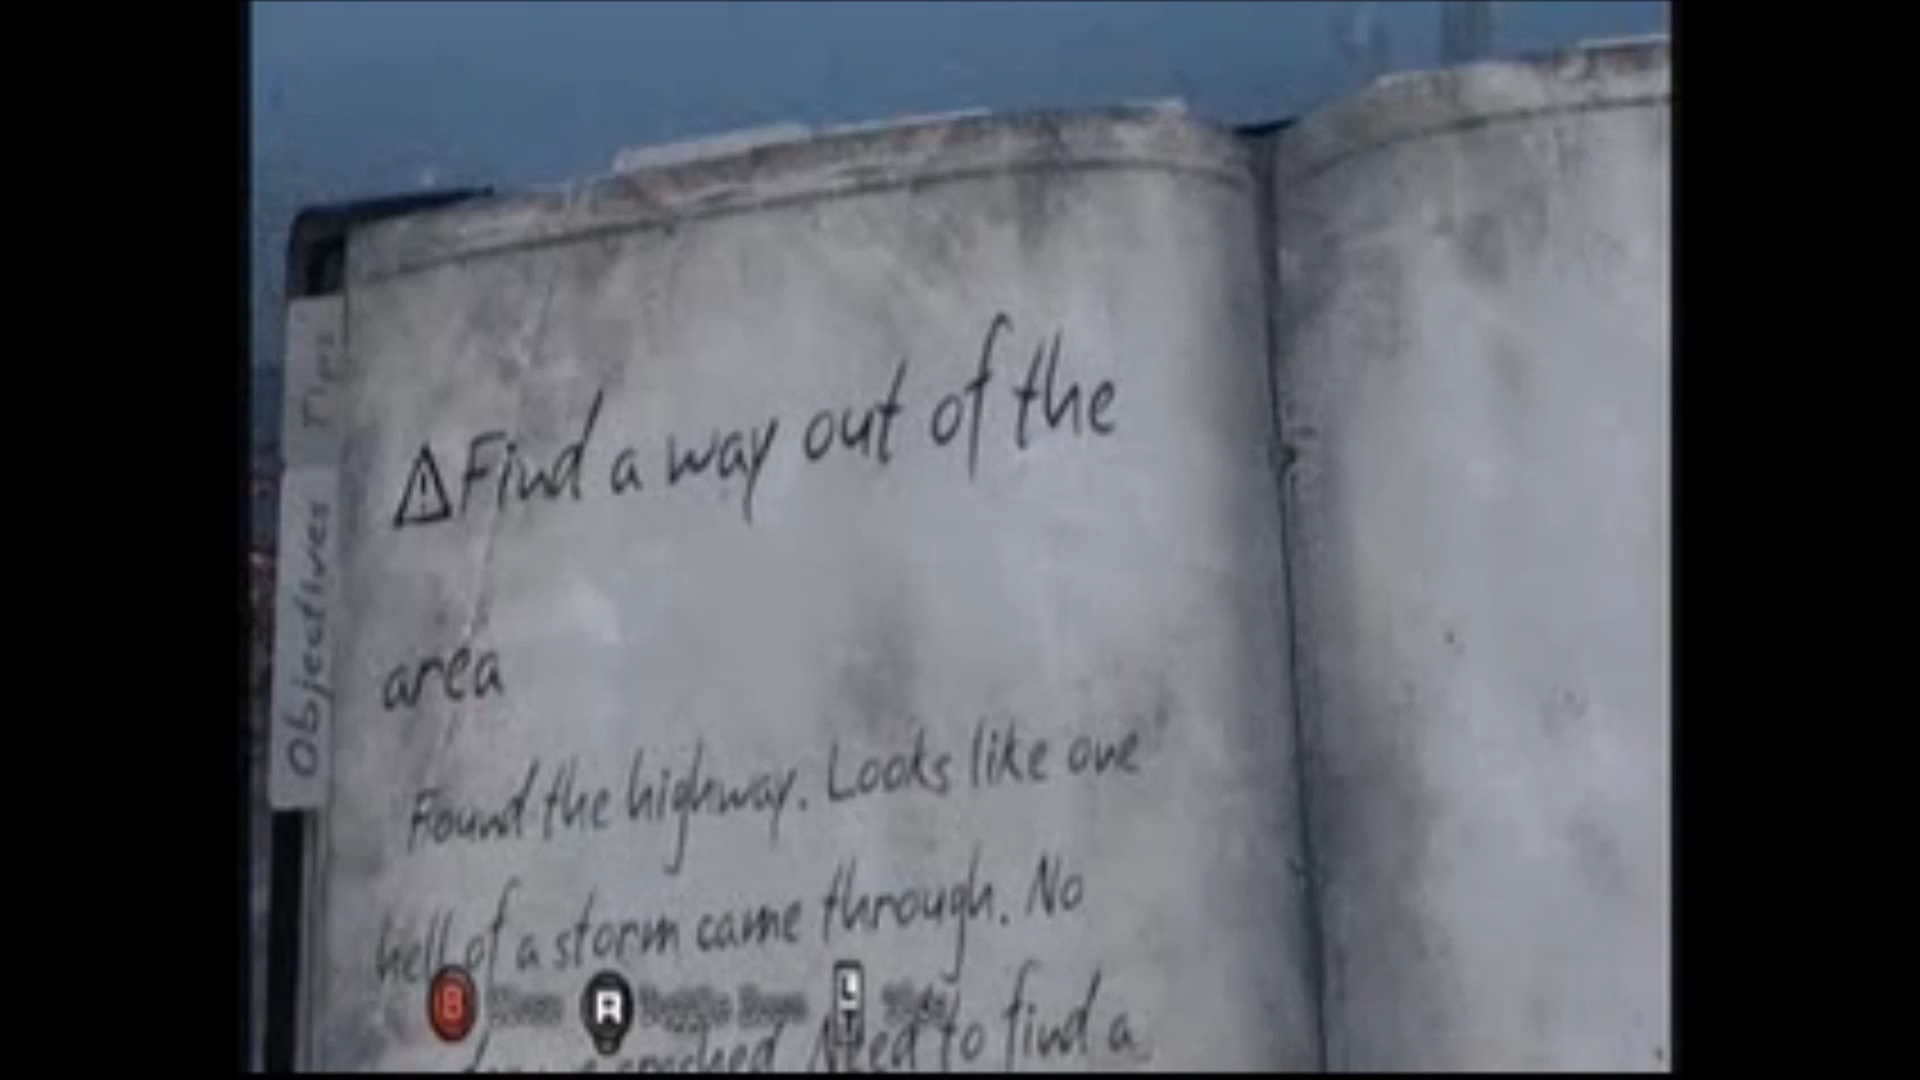 Tips
Objectives
⚠Find a way out of the
area
Found the highway. Looks like one
hell of a storm came through. No
Need to find a
B
R
LT